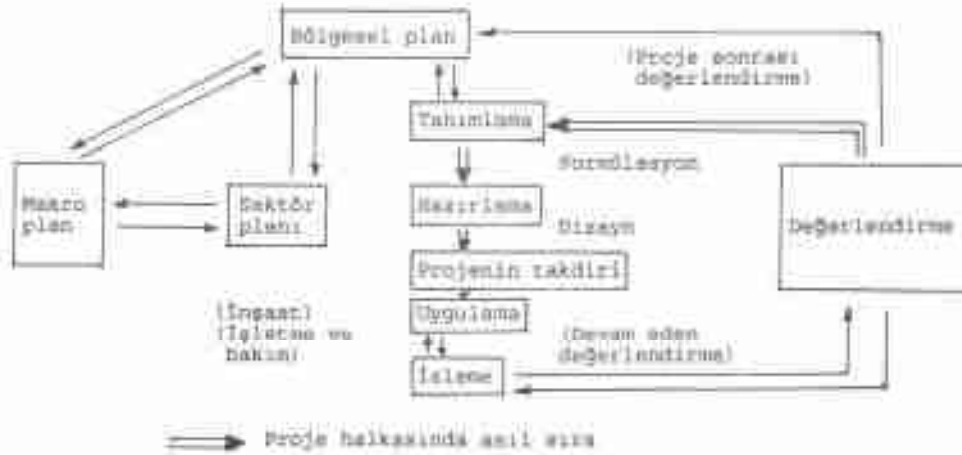 Bölgesel plan
(Proje sonrası
değerlendirme)
Tanımlama
Formülasyon
Makro
plan
Sektör
planı
Hazırlama
Dizayn
Değerlendirme
Projenin takdiri
(İnşaat)
(İşletme ve
bakım)
Uygulama
(Devam eden
değerlendirme)
İşleme
Proje halkasında asıl sıra